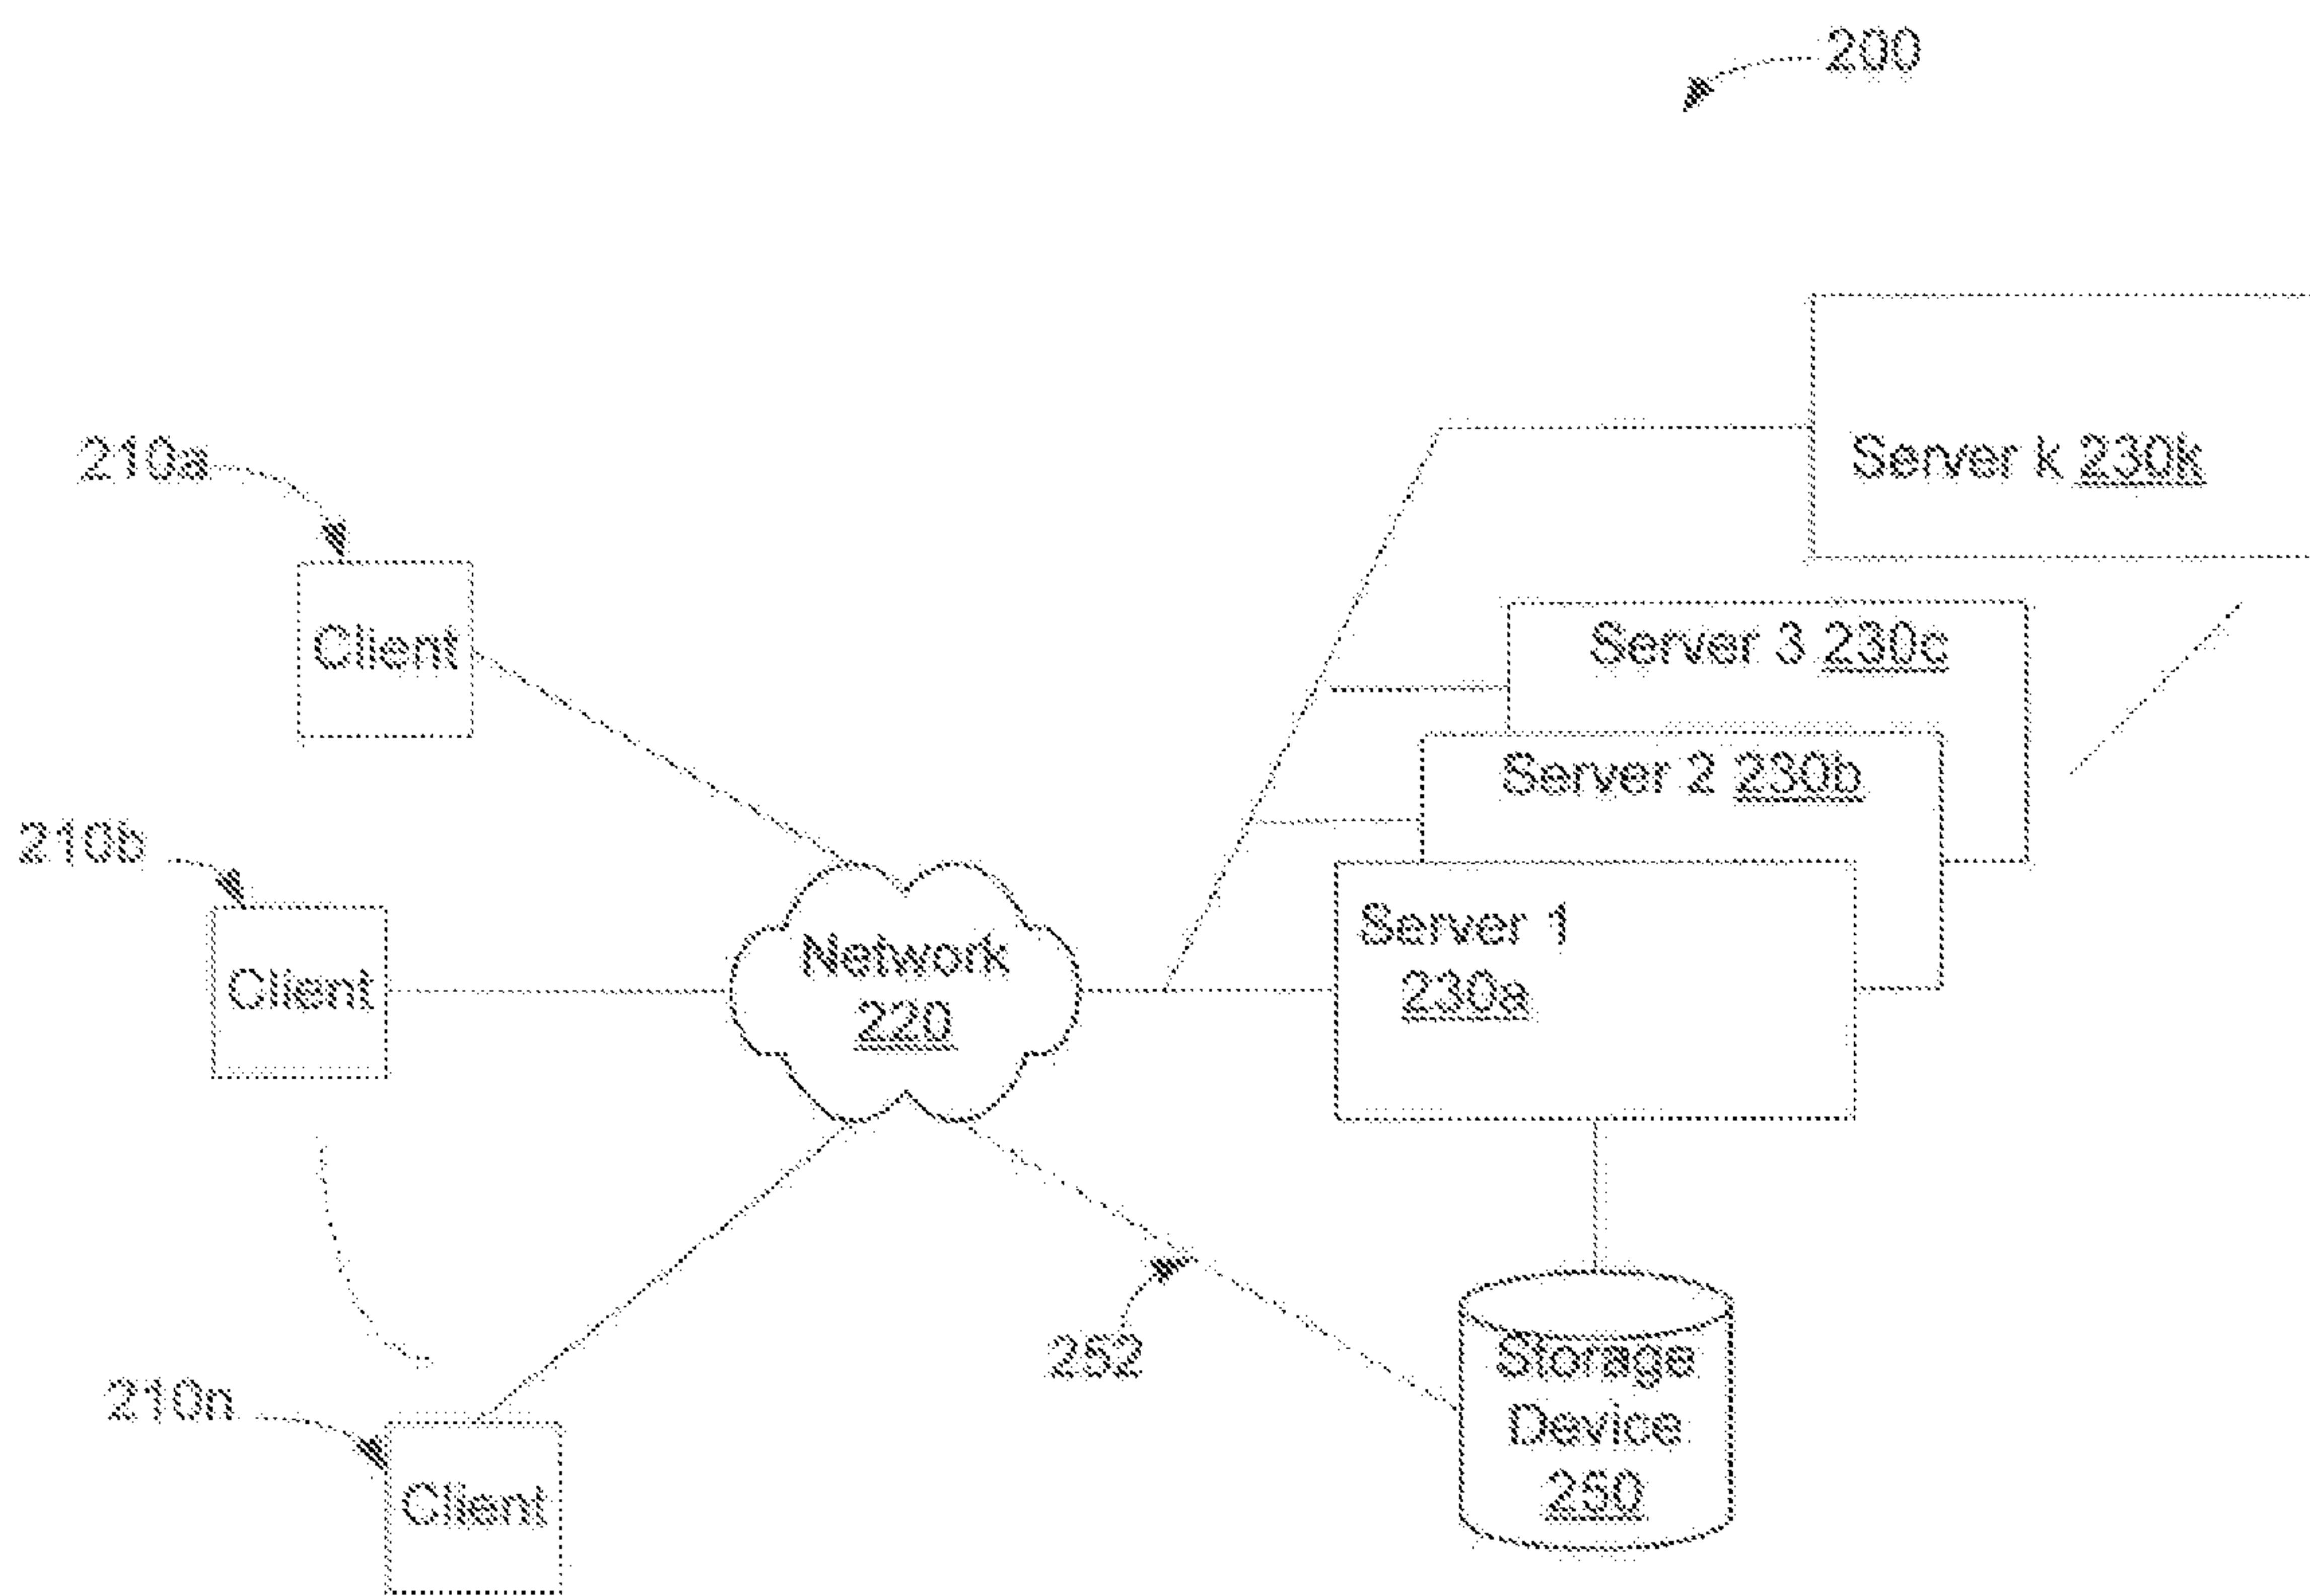 200
Server k 230k
210a
Client
Server 3 230c
Server 2 230b
210b
Client
Network
220
Server 1
230a
252
Storage
Device
250
210n
Client